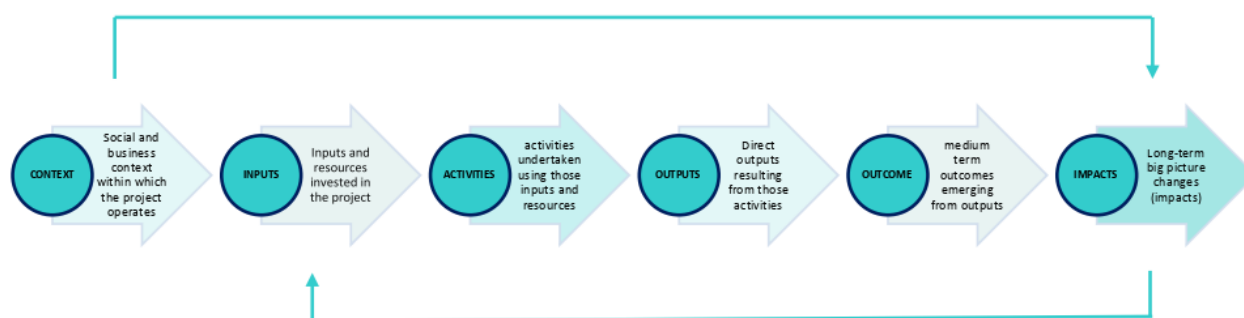 CONTEXT
Social and
business
context
within which
the project
operates
INPUTS
Inputs and
resources
invested in
the project
ACTIVITIES
activities
undertaken
using those
inputs and
resources
OUTPUTS
Direct
outputs
resulting
from those
activities
OUTCOME
medium
term
outcomes
emerging
from outputs
IMPACTS
Long-term
big picture
changes
(impacts)